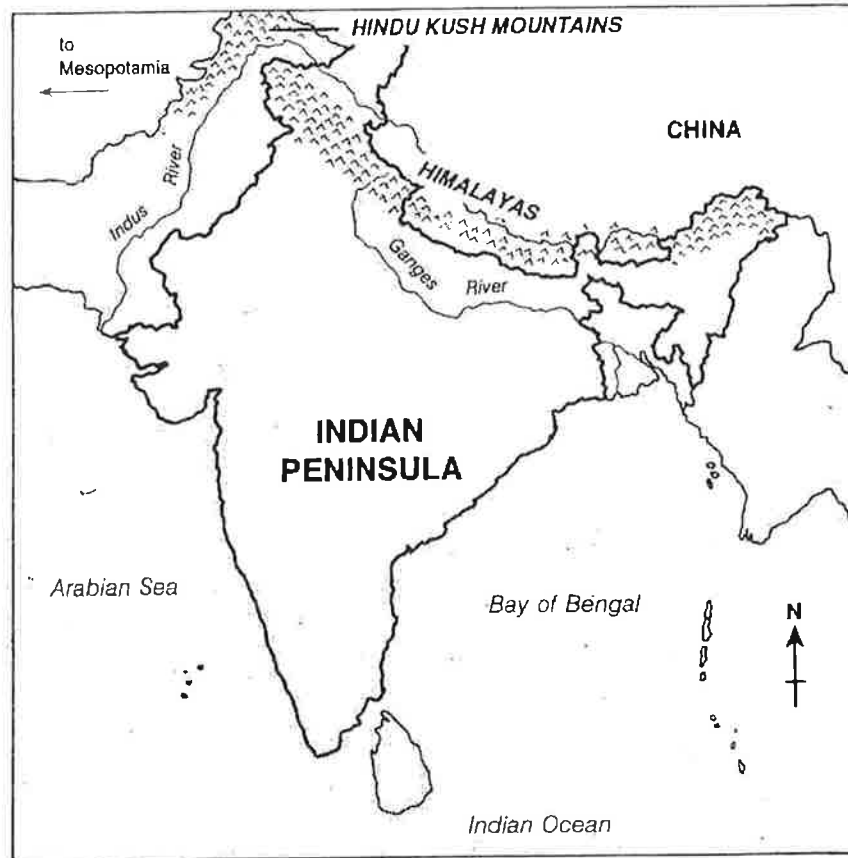 HINDU KUSH MOUNTAINS
to
Mesopotamia
CHINA
Indus River
HIMALAYAS
Ganges River
INDIAN
PENINSULA
Arabian Sea
Bay of Bengal
N
Indian Ocean